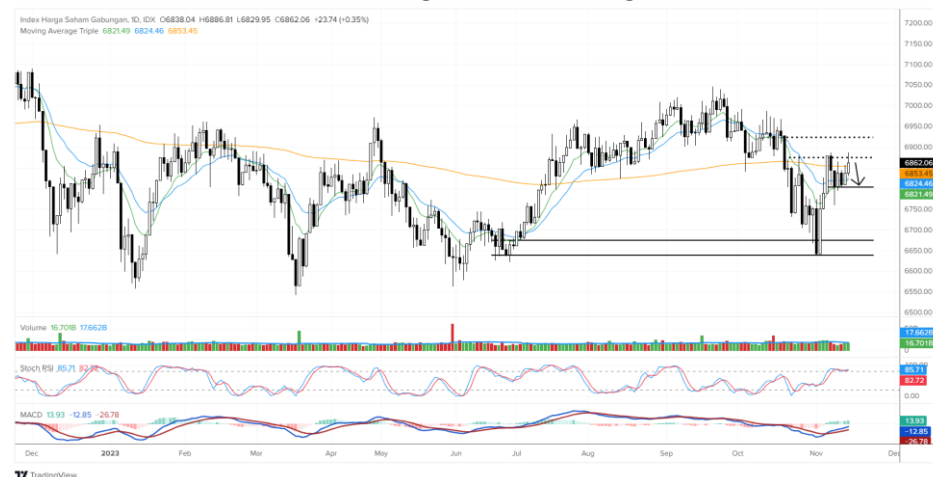 Index Harga Saham Gabungan, 1D, IDX O6838.04 H6886.81 L6829.95 C6862.06 +23.74 (+0.35%)
Moving Average Triple 6821.49 6824.46 6853.45
7200.00
7150.00
7100.00
7050.00
7000.00
6950.00
6900.00
6862.06
6853.45
6824.46
6821.49
6750.00
6700.00
6650.00
6600.00
6550.00
6500.00
Volume 16.701B 17.662B
17.662B
16.701B
0
Stoch RSI 85.71 82.72
85.71
82.72
0.00
MACD 13.93 −12.85 −26.78
13.93
−12.85
−26.78
Dec 2023 Feb Mar Apr May Jun Jul Aug Sep Oct Nov Dec
TradingView